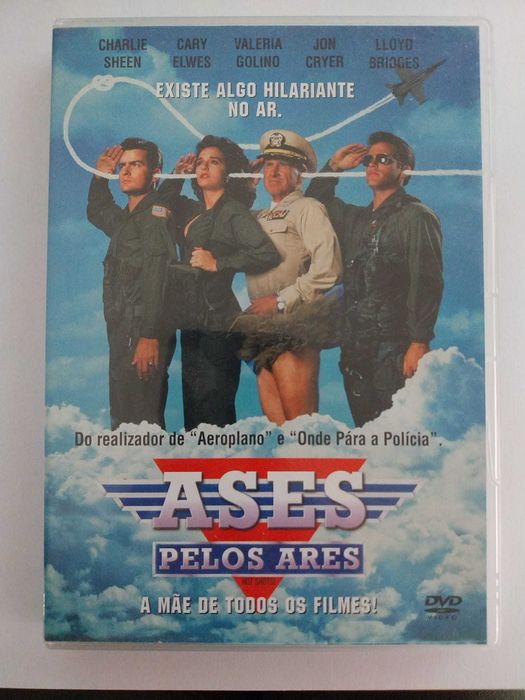 CHARLIE SHEEN
CARY ELWES
VALERIA GOLINO
JON CRYER
LLOYD BRIDGES
EXISTE ALGO HILARIANTE
NO AR.
Do realizador de “Aeroplano” e “Onde Pára a Polícia”.
ASES
PELOS ARES
HOT SHOTS!
A MÃE DE TODOS OS FILMES!
DVD
VIDEO